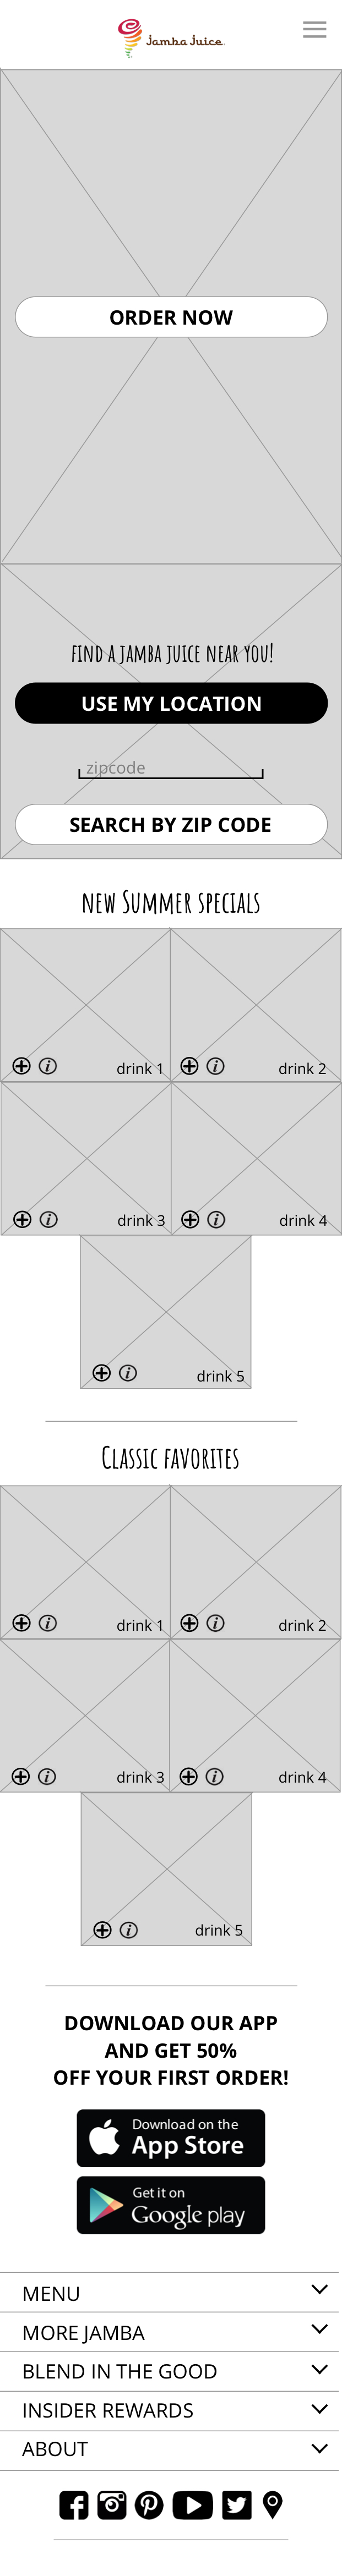 Jamba Juice
ORDER NOW
FIND A JAMBA JUICE NEAR YOU!
USE MY LOCATION
zipcode
SEARCH BY ZIP CODE
NEW SUMMER SPECIALS
drink 1
drink 2
drink 3
drink 4
drink 5
CLASSIC FAVORITES
drink 1
drink 2
drink 3
drink 4
drink 5
DOWNLOAD OUR APP
AND GET 50%
OFF YOUR FIRST ORDER!
Download on the
App Store
Get it on
Google play
MENU
MORE JAMBA
BLEND IN THE GOOD
INSIDER REWARDS
ABOUT